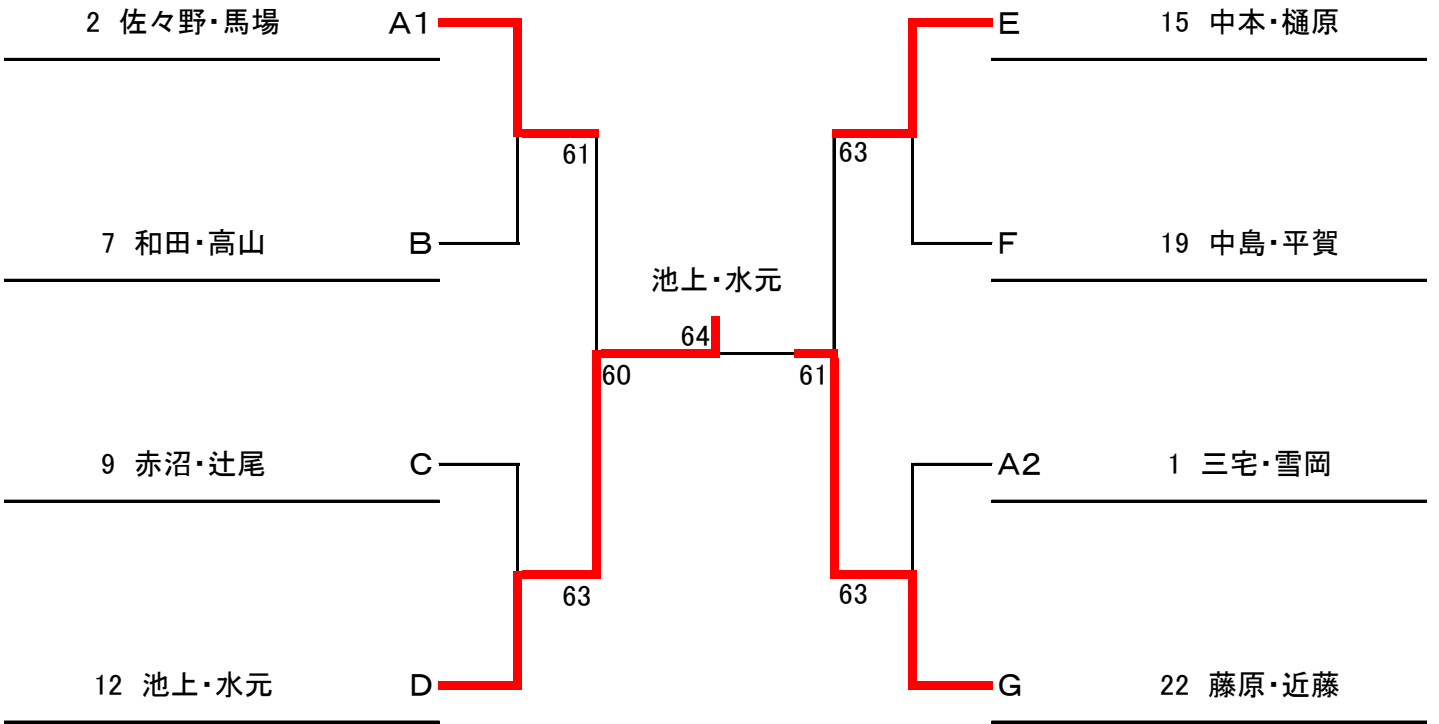 2 佐々野・馬場 A1
E 15 中本・樋原
61
63
7 和田・高山 B
F 19 中島・平賀
池上・水元
64
60
61
9 赤沼・辻尾 C
A2 1 三宅・雪岡
63
63
12 池上・水元 D
G 22 藤原・近藤